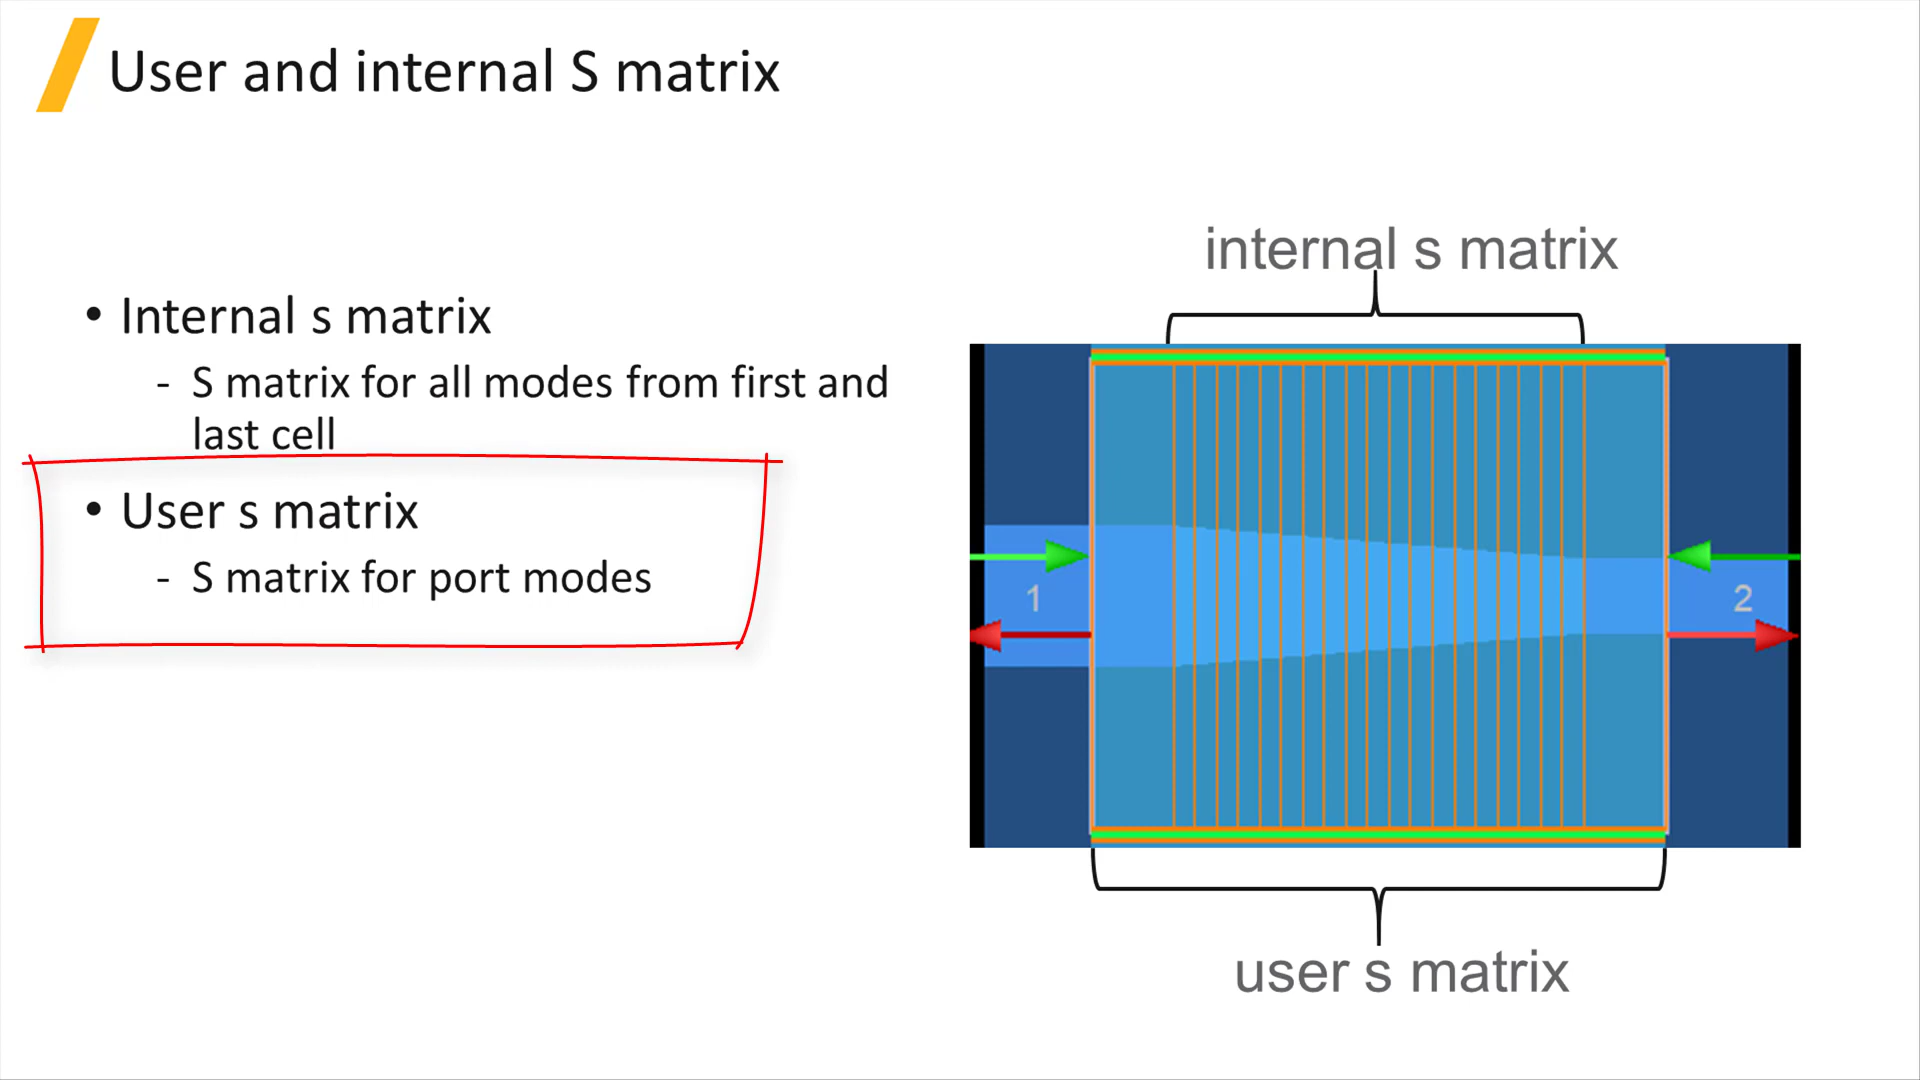 User and internal S matrix
• Internal s matrix
- S matrix for all modes from first and
last cell
• User s matrix
- S matrix for port modes
internal s matrix
1
2
user s matrix